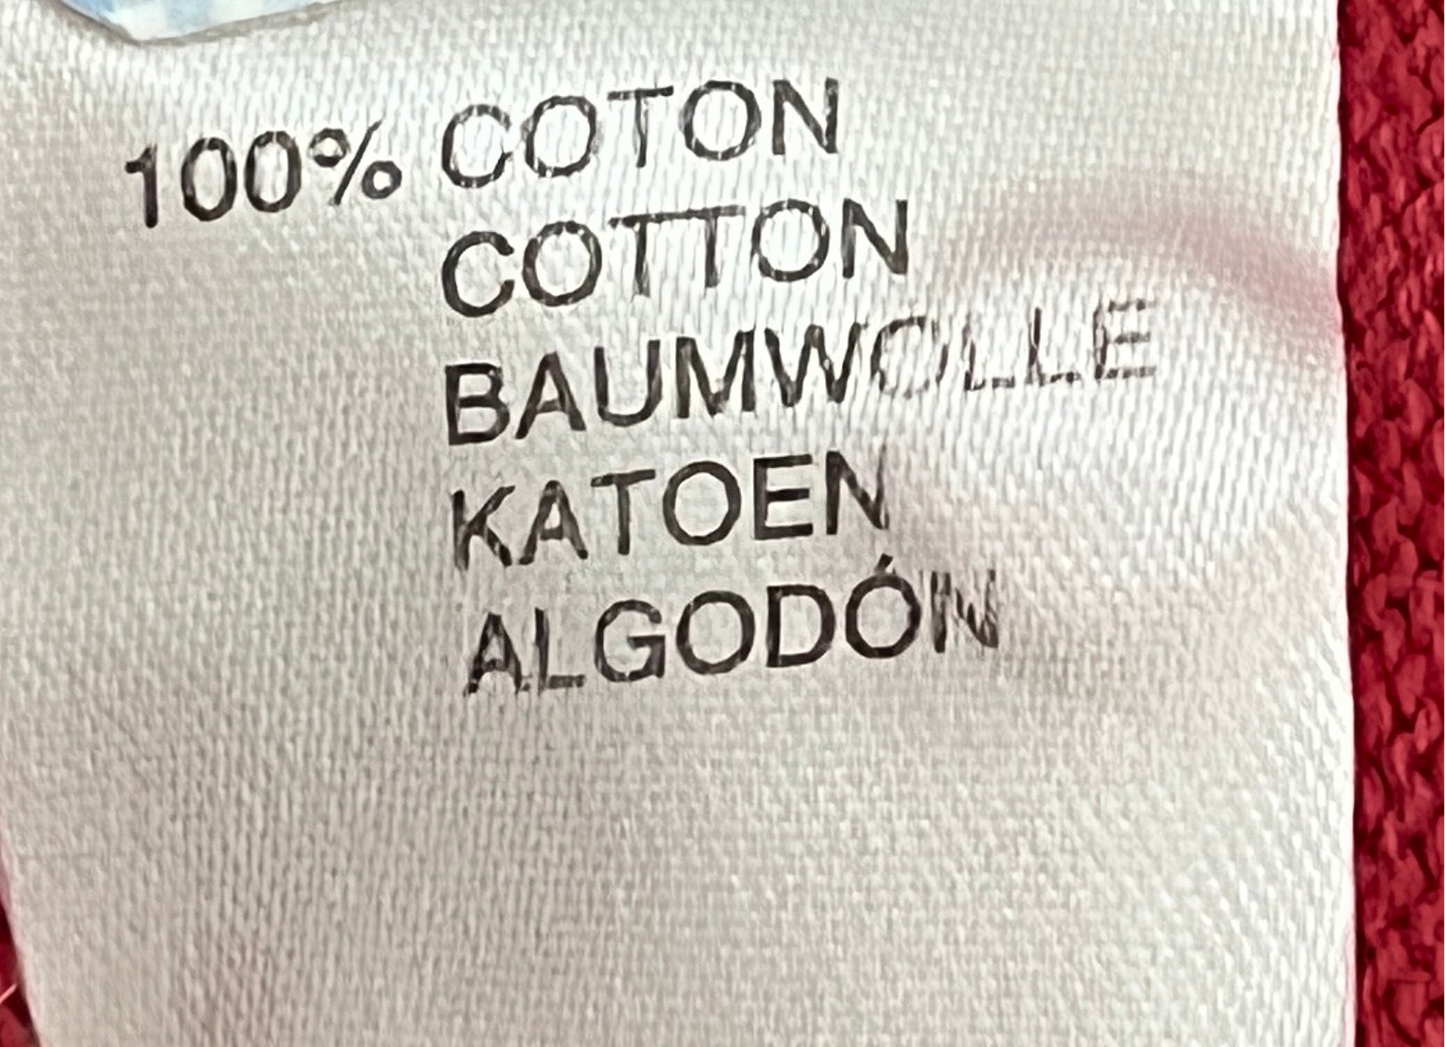 100% COTON
COTTON
BAUMWOLLE
KATOEN
ALGODÓN